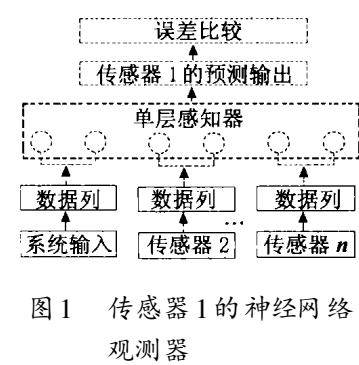 误差比较
传感器 1 的预测输出
单层感知器
数据列 数据列 数据列
系统输入 传感器 2 … 传感器 n
图 1 传感器 1 的神经网络
观测器